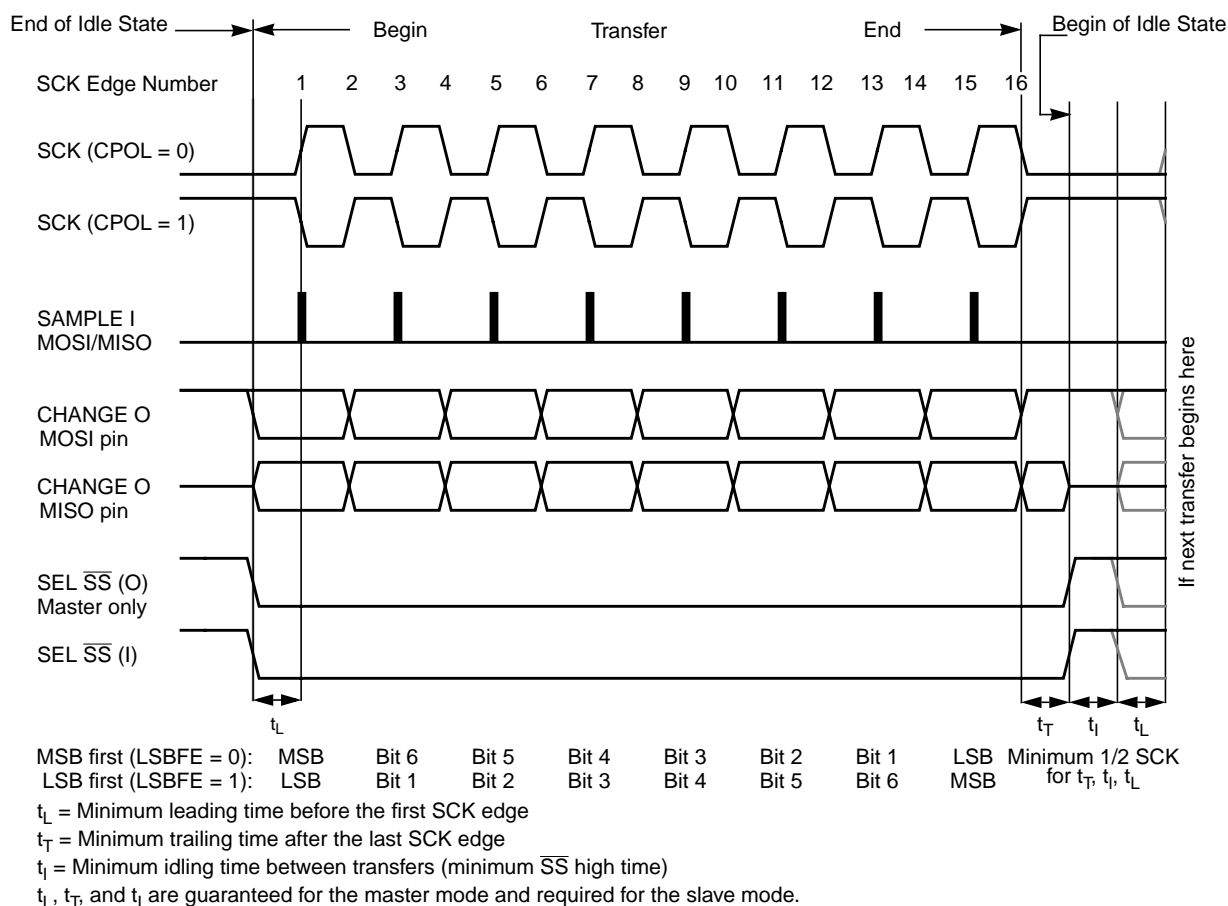 End of Idle State Begin Transfer End Begin of Idle State
SCK Edge Number 1 2 3 4 5 6 7 8 9 10 11 12 13 14 15 16
SCK (CPOL = 0)
SCK (CPOL = 1)
SAMPLE I
MOSI/MISO
CHANGE O
MOSI pin
CHANGE O
MISO pin
SEL S̅S̅ (O)
Master only
SEL S̅S̅ (I)
If next transfer begins here
tL tT tI tL
MSB first (LSBFE = 0): MSB Bit 6 Bit 5 Bit 4 Bit 3 Bit 2 Bit 1 LSB Minimum 1/2 SCK
LSB first (LSBFE = 1): LSB Bit 1 Bit 2 Bit 3 Bit 4 Bit 5 Bit 6 MSB for tT, tI, tL
tL = Minimum leading time before the first SCK edge
tT = Minimum trailing time after the last SCK edge
tI = Minimum idling time between transfers (minimum S̅S̅ high time)
tL, tT, and tI are guaranteed for the master mode and required for the slave mode.